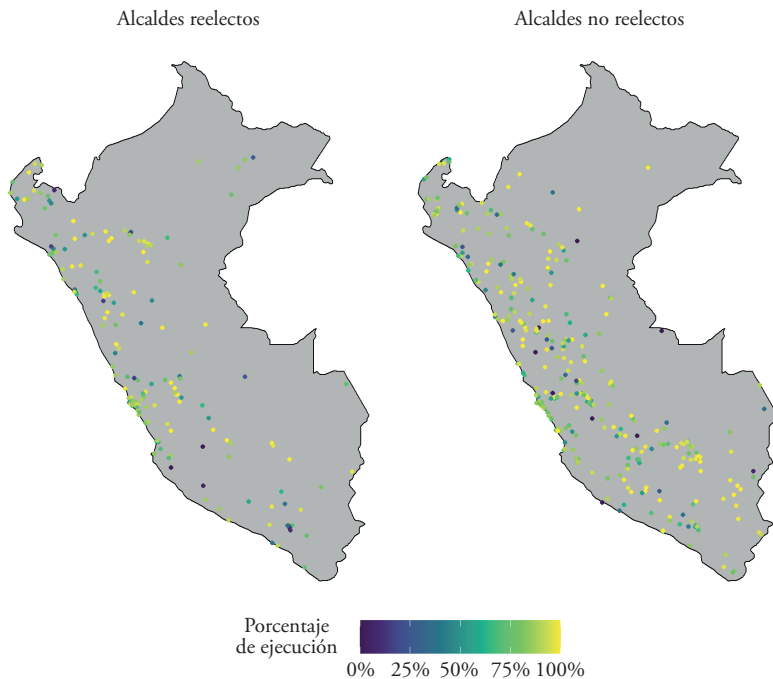 Alcaldes reelectos
Alcaldes no reelectos
Porcentaje
de ejecución
0% 25% 50% 75% 100%